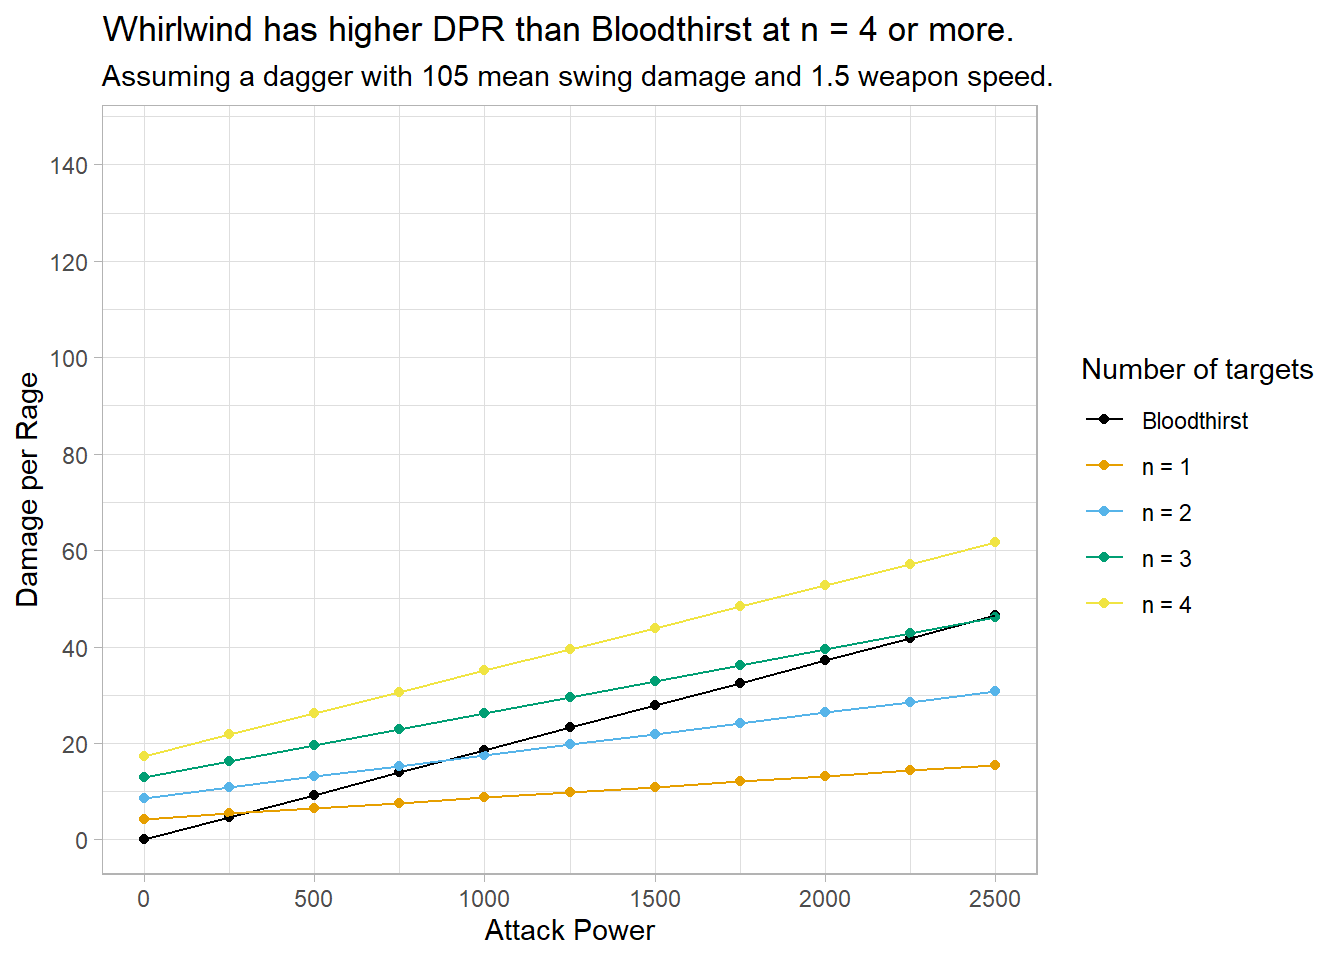 Whirlwind has higher DPR than Bloodthirst at n = 4 or more.
Assuming a dagger with 105 mean swing damage and 1.5 weapon speed.
140
120
100
80
60
40
20
0
Damage per Rage
0 500 1000 1500 2000 2500
Attack Power
Number of targets
Bloodthirst
n = 1
n = 2
n = 3
n = 4